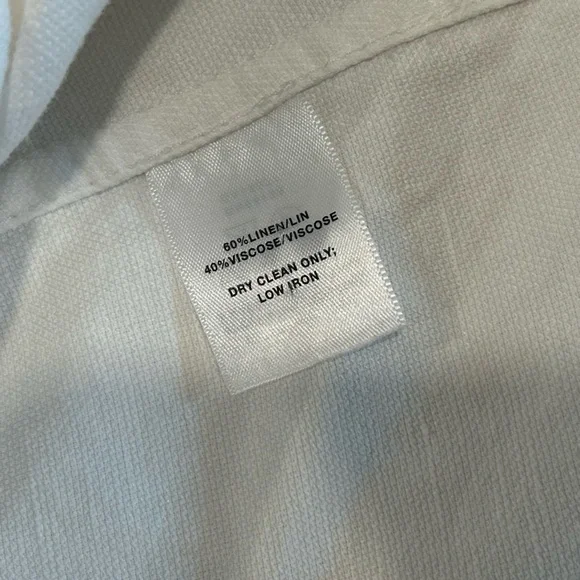 60%LINEN/LIN
40%VISCOSE/VISCOSE
DRY CLEAN ONLY;
LOW IRON